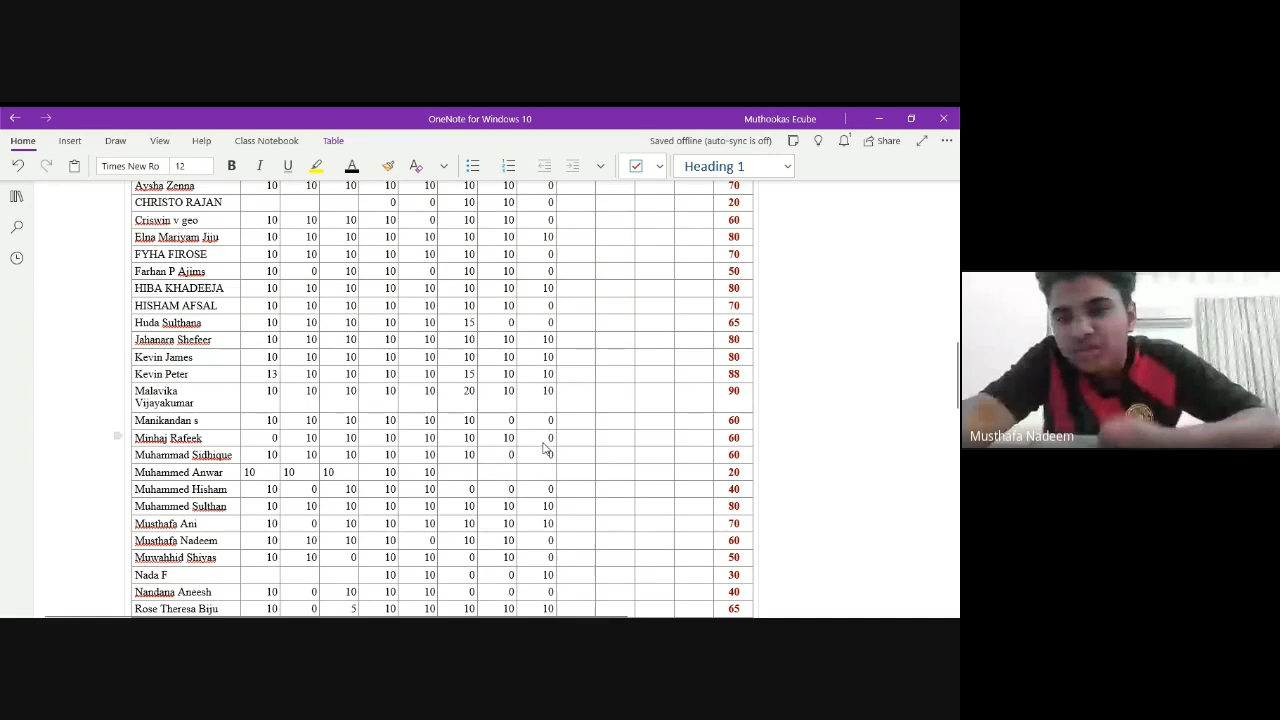 OneNote for Windows 10
Muthookas Ecube
Home Insert Draw View Help Class Notebook Table
Saved offline (auto-sync is off)
Share
Times New Ro 12 B I U A
Heading 1
Aysha Zenna 10 10 10 10 10 10 10 0 70
CHRISTO RAJAN 0 0 10 10 0 20
Criswin v geo 10 10 10 10 0 10 10 0 60
Elna Mariyam Jiju 10 10 10 10 10 10 10 10 80
FYHA FIROSE 10 10 10 10 10 10 10 0 70
Farhan P Ajims 10 0 10 10 0 10 10 0 50
HIBA KHADEEJA 10 10 10 10 10 10 10 10 80
HISHAM AFSAL 10 10 10 10 10 10 10 0 70
Huda Sulthana 10 10 10 10 10 15 0 0 65
Jahanara Shefeer 10 10 10 10 10 10 10 10 80
Kevin James 10 10 10 10 10 10 10 10 80
Kevin Peter 13 10 10 10 10 15 10 10 88
Malavika 10 10 10 10 10 20 10 10 90
Vijayakumar
Manikandan s 10 10 10 10 10 10 0 0 60
Minhaj Rafeek 0 10 10 10 10 10 10 0 60
Muhammad Sidhique 10 10 10 10 10 10 0 0 60
Muhammed Anwar 10 10 10 10 10 20
Muhammed Hisham 10 0 10 10 10 0 0 0 40
Muhammed Sulthan 10 10 10 10 10 10 10 10 80
Musthafa Ani 10 0 10 10 10 10 10 10 70
Musthafa Nadeem 10 10 10 10 0 10 10 0 60
Muwahhid Shiyas 10 10 0 10 10 0 10 0 50
Nada F 10 10 0 0 10 30
Nandana Aneesh 10 0 10 10 10 0 0 0 40
Rose Theresa Biju 10 0 5 10 10 10 10 10 65
Musthafa Nadeem